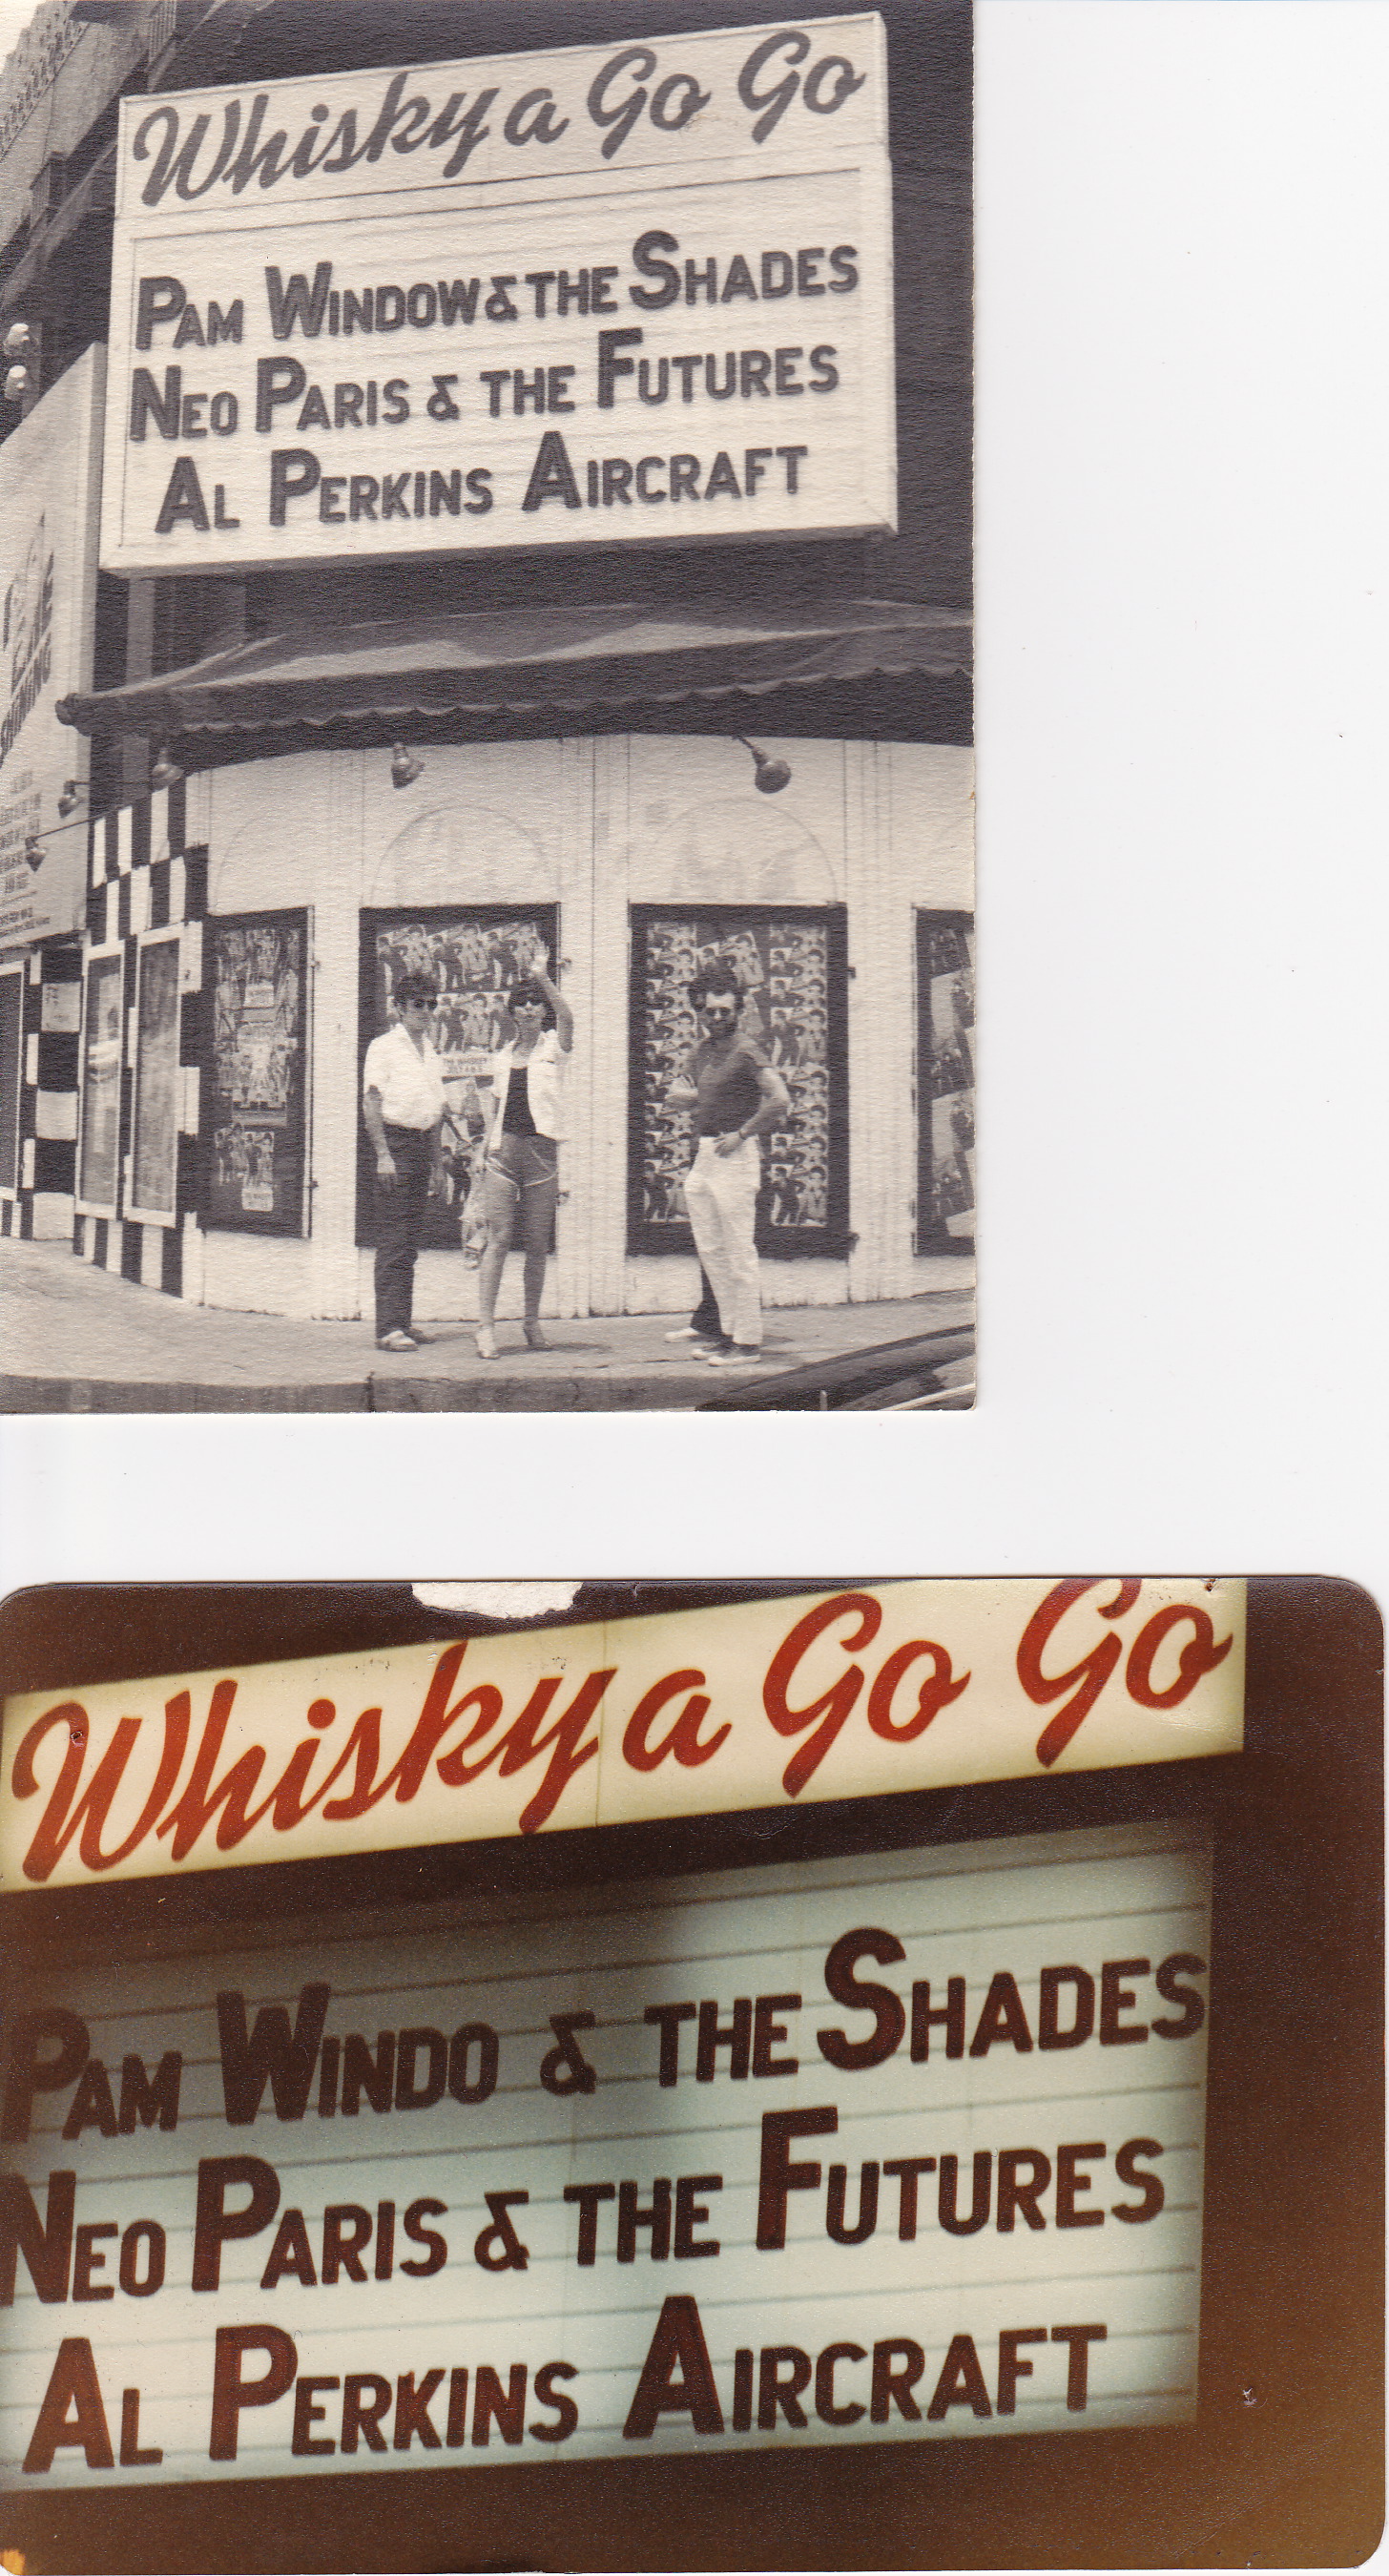 Whisky a Go Go
PAM WINDOW & THE SHADES
NEO PARIS & THE FUTURES
AL PERKINS AIRCRAFT
Whisky a Go Go
PAM WINDO & THE SHADES
NEO PARIS & THE FUTURES
AL PERKINS AIRCRAFT